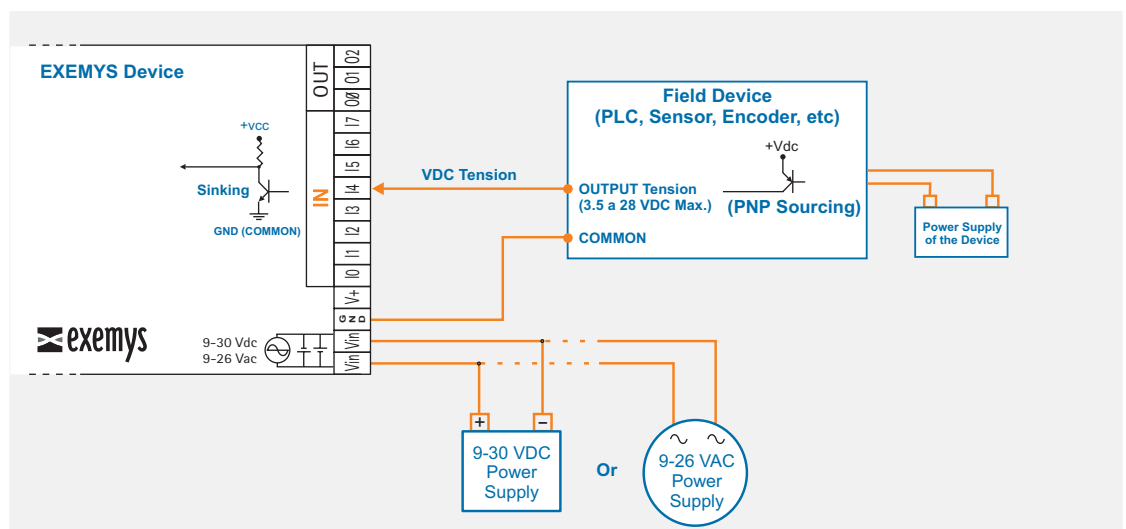 EXEMYS Device
+VCC
Sinking
GND (COMMON)
exemys
9-30 Vdc
9-26 Vac
OUT
IN
O2
O1
O0
I7
I6
I5
I4
I3
I2
I1
I0
V+
GND
Vin
Vin
VDC Tension
Field Device
(PLC, Sensor, Encoder, etc)
+Vdc
OUTPUT Tension
(3.5 a 28 VDC Max.)
(PNP Sourcing)
COMMON
Power Supply
of the Device
+
−
9-30 VDC
Power
Supply
Or
9-26 VAC
Power
Supply